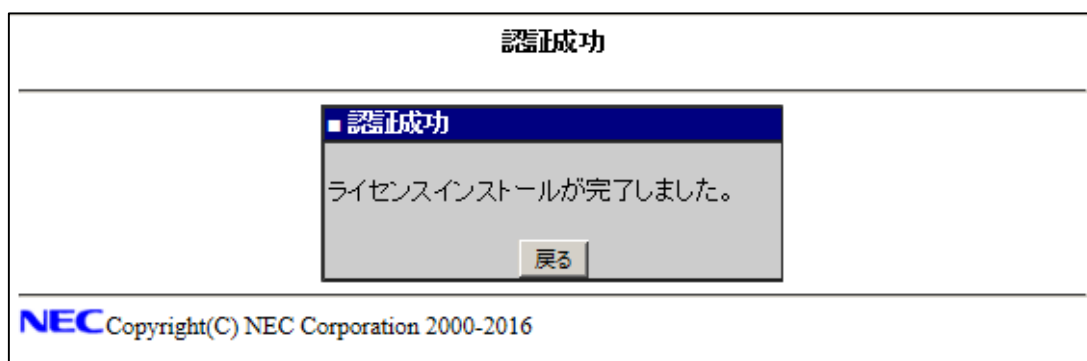 認証成功
■ 認証成功
ライセンスインストールが完了しました。
戻る
NEC Copyright(C) NEC Corporation 2000-2016